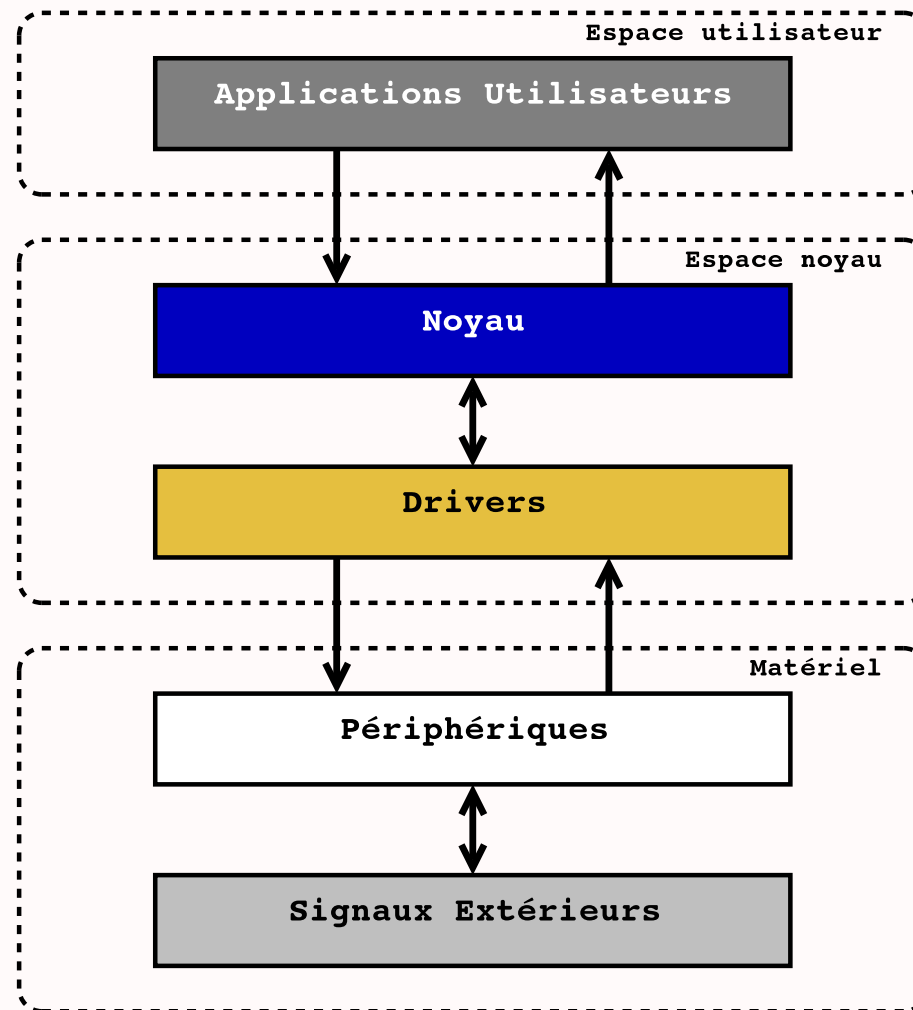 Espace utilisateur
Applications Utilisateurs
Espace noyau
Noyau
Drivers
Matériel
Périphériques
Signaux Extérieurs